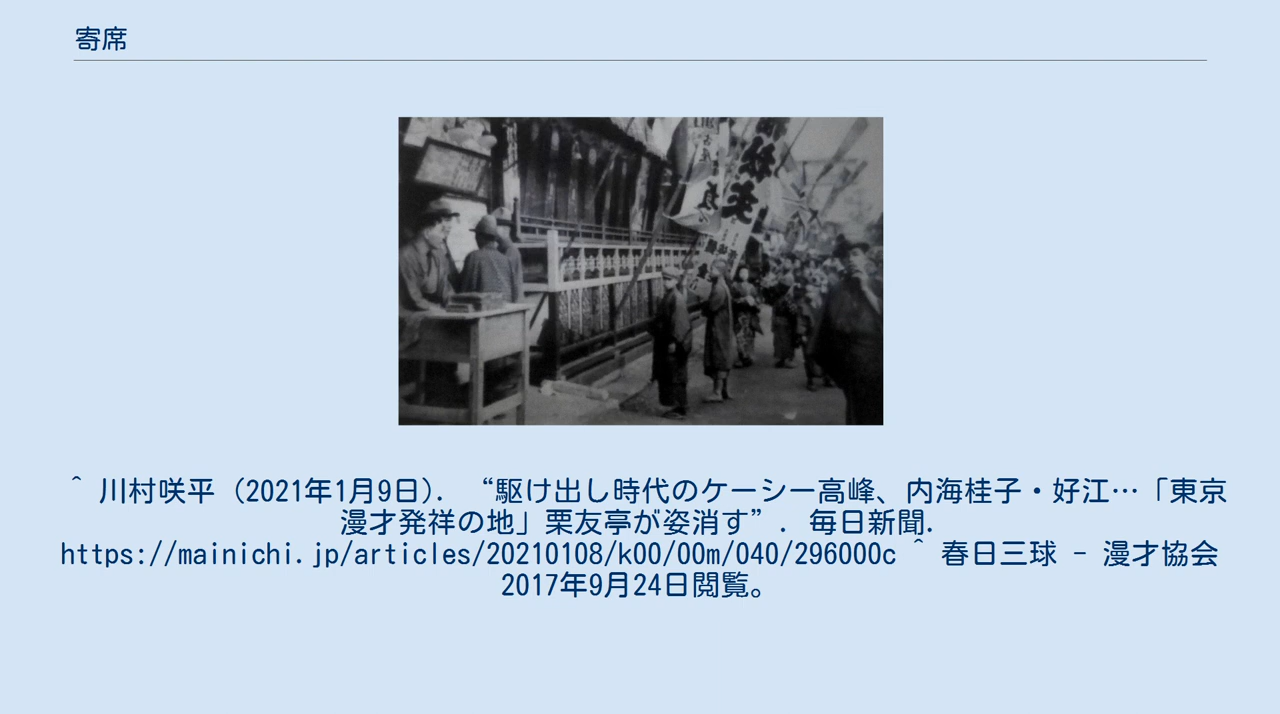 寄席
^ 川村咲平（2021年1月9日）. “駆け出し時代のケーシー高峰、内海桂子・好江…「東京
漫才発祥の地」栗友亭が姿消す”. 毎日新聞.
https://mainichi.jp/articles/20210108/k00/00m/040/296000c ^ 春日三球 - 漫才協会
2017年9月24日閲覧。